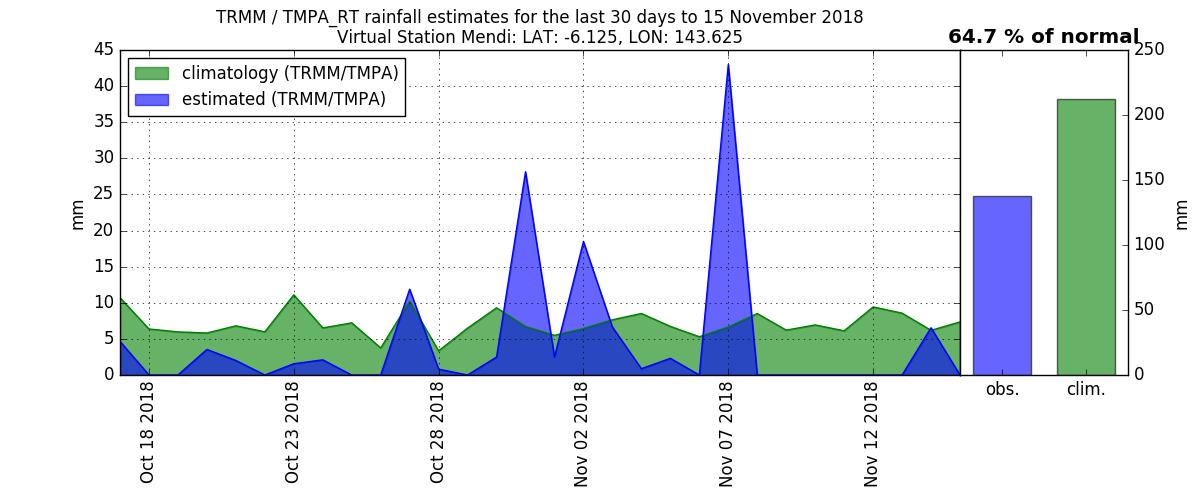 TRMM / TMPA_RT rainfall estimates for the last 30 days to 15 November 2018
Virtual Station Mendi: LAT: -6.125, LON: 143.625
64.7 % of normal
climatology (TRMM/TMPA)
estimated (TRMM/TMPA)
45
40
35
30
25
20
15
10
5
0
mm
Oct 18 2018
Oct 23 2018
Oct 28 2018
Nov 02 2018
Nov 07 2018
Nov 12 2018
250
200
150
100
50
0
mm
obs.
clim.